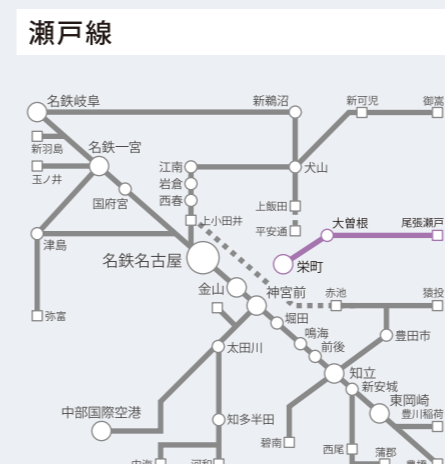 瀬戸線
名鉄岐阜
新鵜沼
新可児
御嵩
新羽島
名鉄一宮
江南
犬山
玉ノ井
岩倉
国府宮
西春
上飯田
上小田井
平安通
大曽根
尾張瀬戸
津島
名鉄名古屋
栄町
金山
神宮前
赤池
猿投
弥富
堀田
鳴海
豊田市
太田川
前後
知立
新安城
中部国際空港
東岡崎
豊川稲荷
知多半田
碧南
西尾
蒲郡